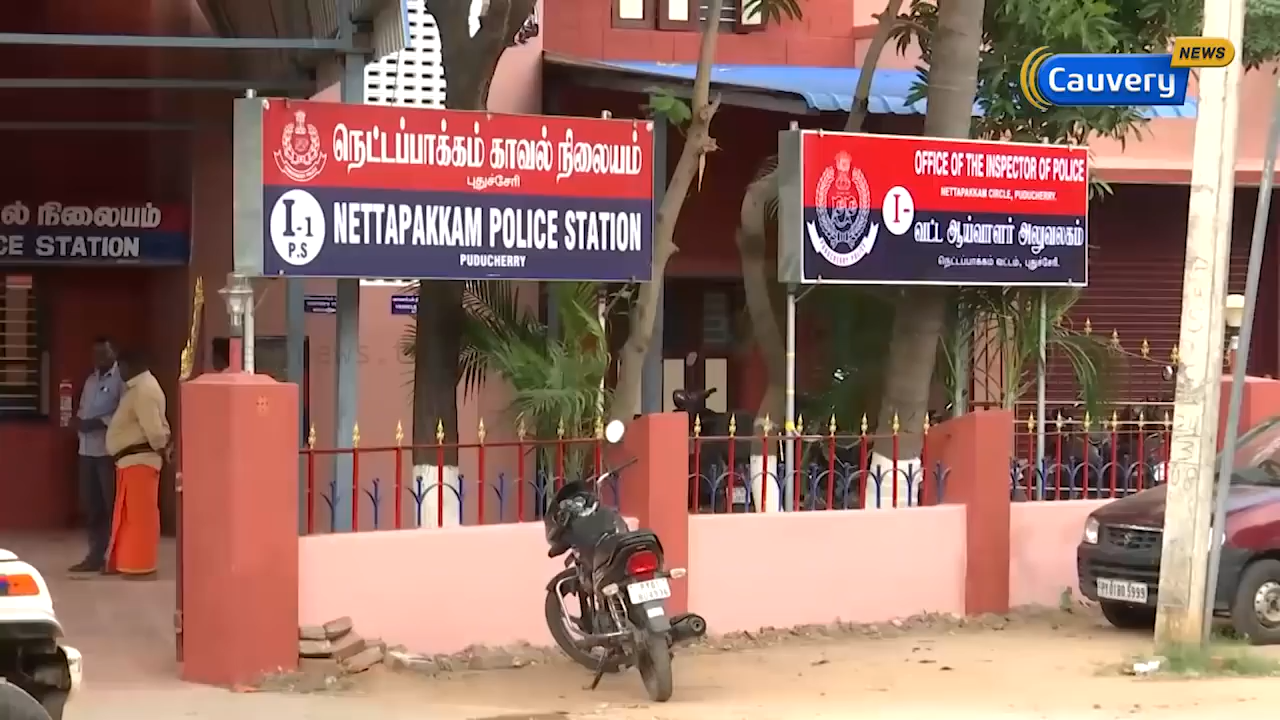 நெட்டப்பாக்கம் காவல் நிலையம்
புதுச்சேரி
I-1
P.S
NETTAPAKKAM POLICE STATION
PUDUCHERRY
OFFICE OF THE INSPECTOR OF POLICE
NETTAPAKKAM CIRCLE, PUDUCHERRY.
I-
வட்ட ஆய்வாளர் அலுவலகம்
நெட்டப்பாக்கம் வட்டம், புதுச்சேரி.
நிலையம்
STATION
Cauvery
NEWS